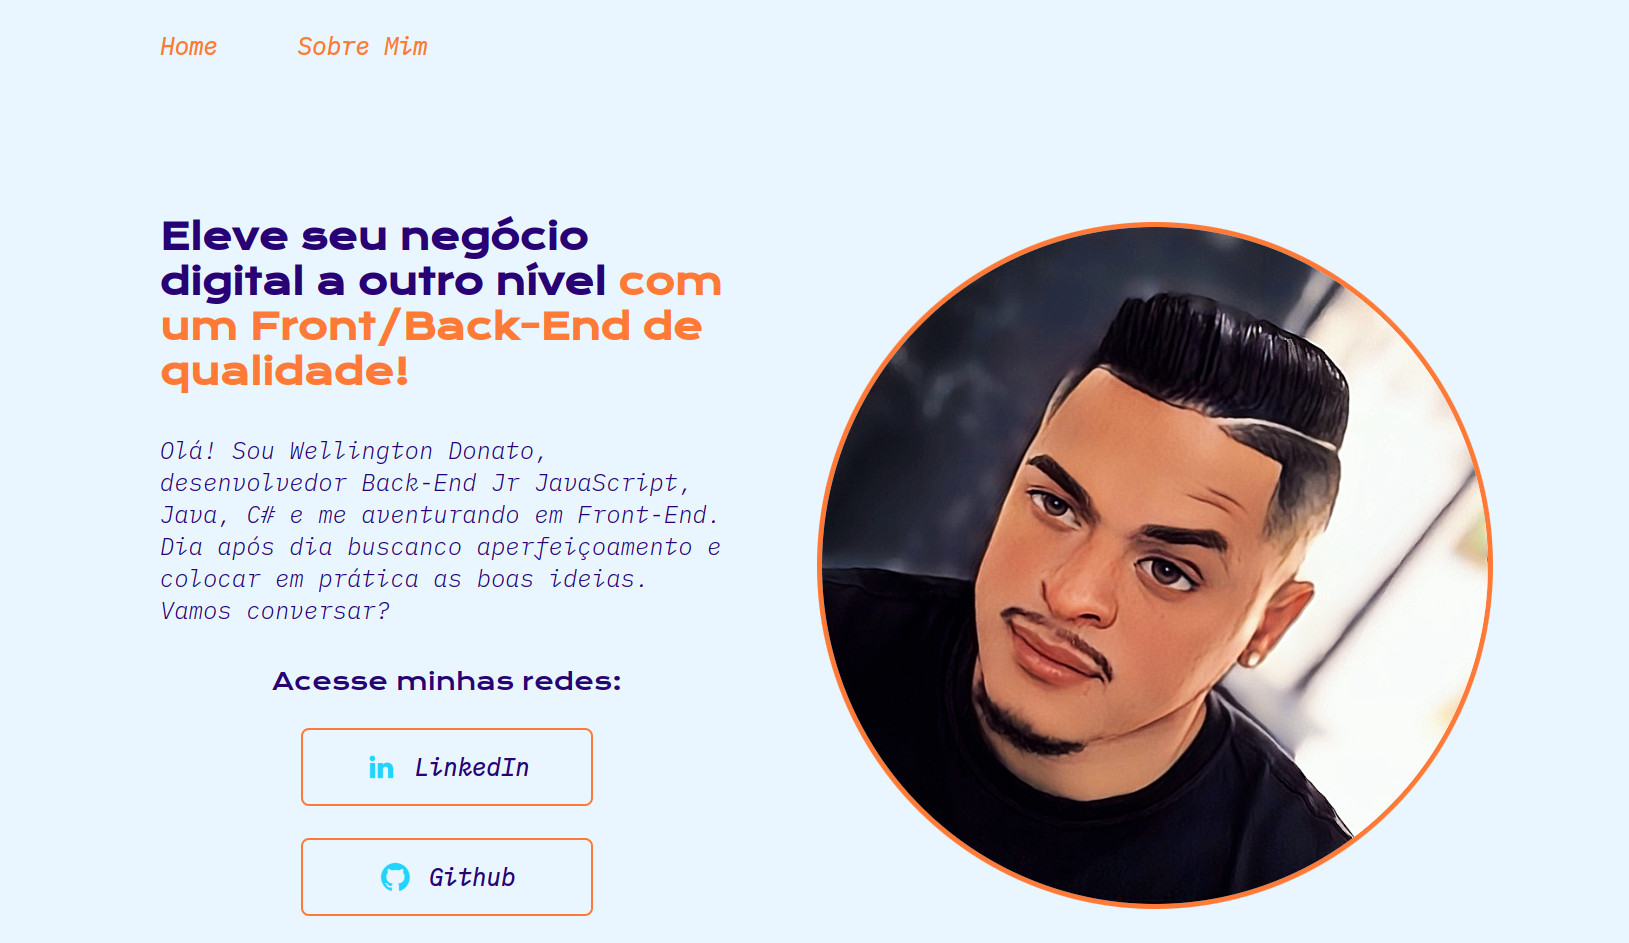 Home Sobre Mim
Eleve seu negócio
digital a outro nível com
um Front/Back-End de
qualidade!
Olá! Sou Wellington Donato,
desenvolvedor Back-End Jr JavaScript,
Java, C# e me aventurando em Front-End.
Dia após dia buscanco aperfeiçoamento e
colocar em prática as boas ideias.
Vamos conversar?
Acesse minhas redes:
in LinkedIn
Github